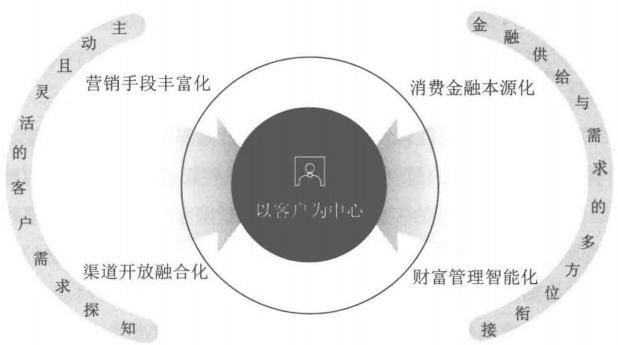 主动且灵活的客户需求探知
营销手段丰富化
渠道开放融合化
以客户为中心
消费金融本源化
财富管理智能化
金融供给与需求的多方位衔接